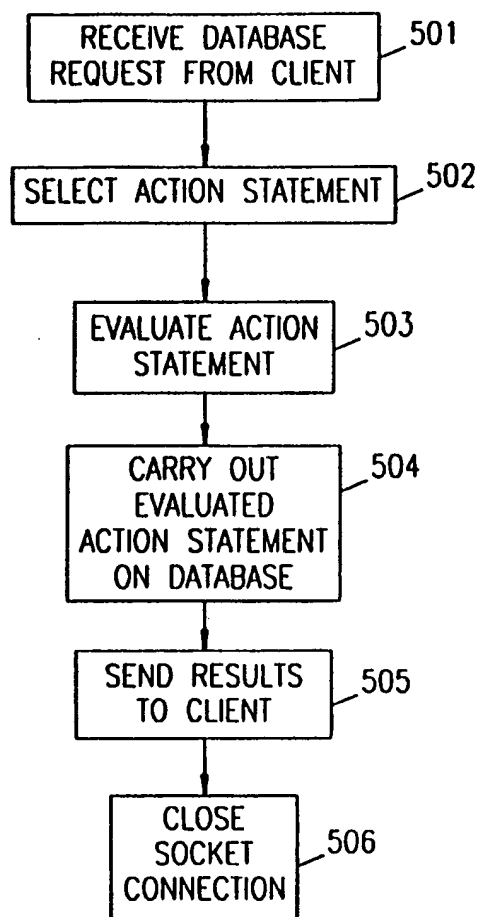 RECEIVE DATABASE
REQUEST FROM CLIENT
501
SELECT ACTION STATEMENT
502
EVALUATE ACTION
STATEMENT
503
CARRY OUT
EVALUATED
ACTION STATEMENT
ON DATABASE
504
SEND RESULTS
TO CLIENT
505
CLOSE
SOCKET
CONNECTION
506